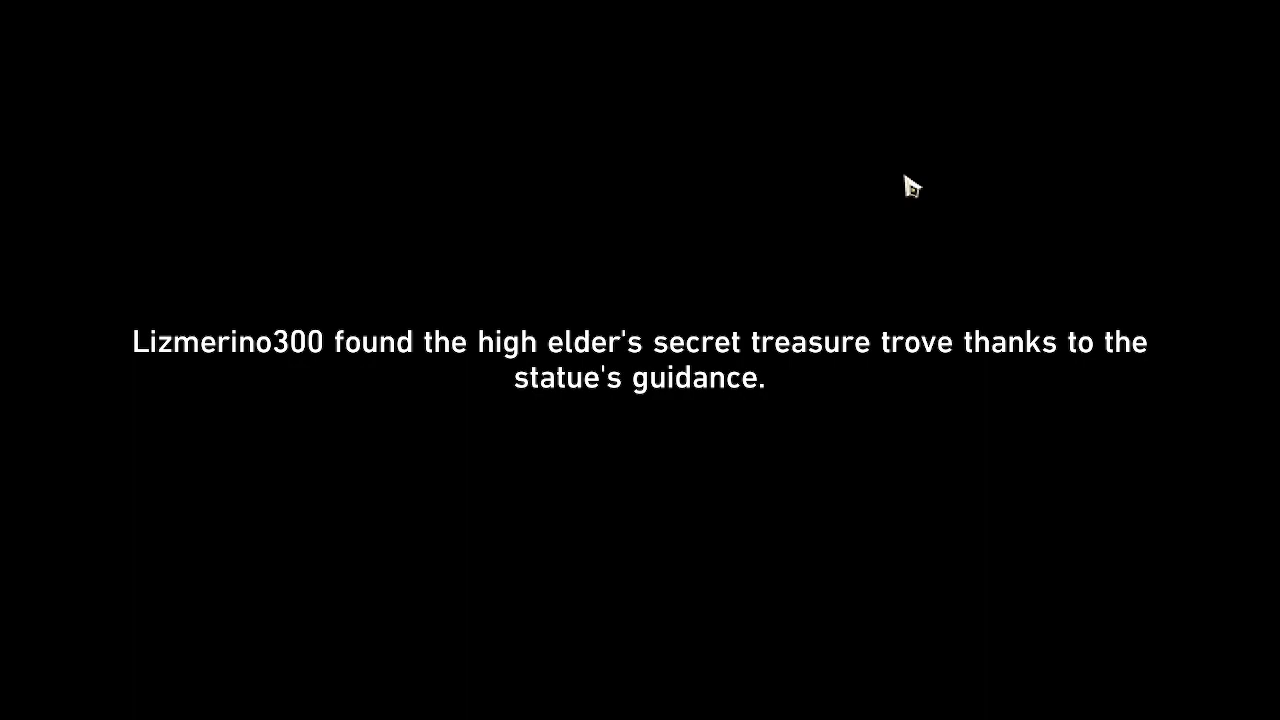 Lizmerino300 found the high elder's secret treasure trove thanks to the
statue's guidance.